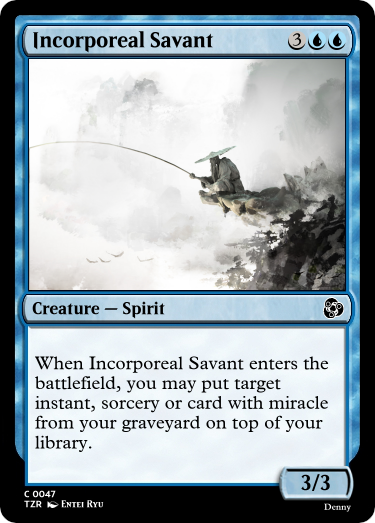 Incorporeal Savant 3
Creature — Spirit
When Incorporeal Savant enters the
battlefield, you may put target
instant, sorcery or card with miracle
from your graveyard on top of your
library.
3/3
C 0047
TZR Entei Ryu
Denny